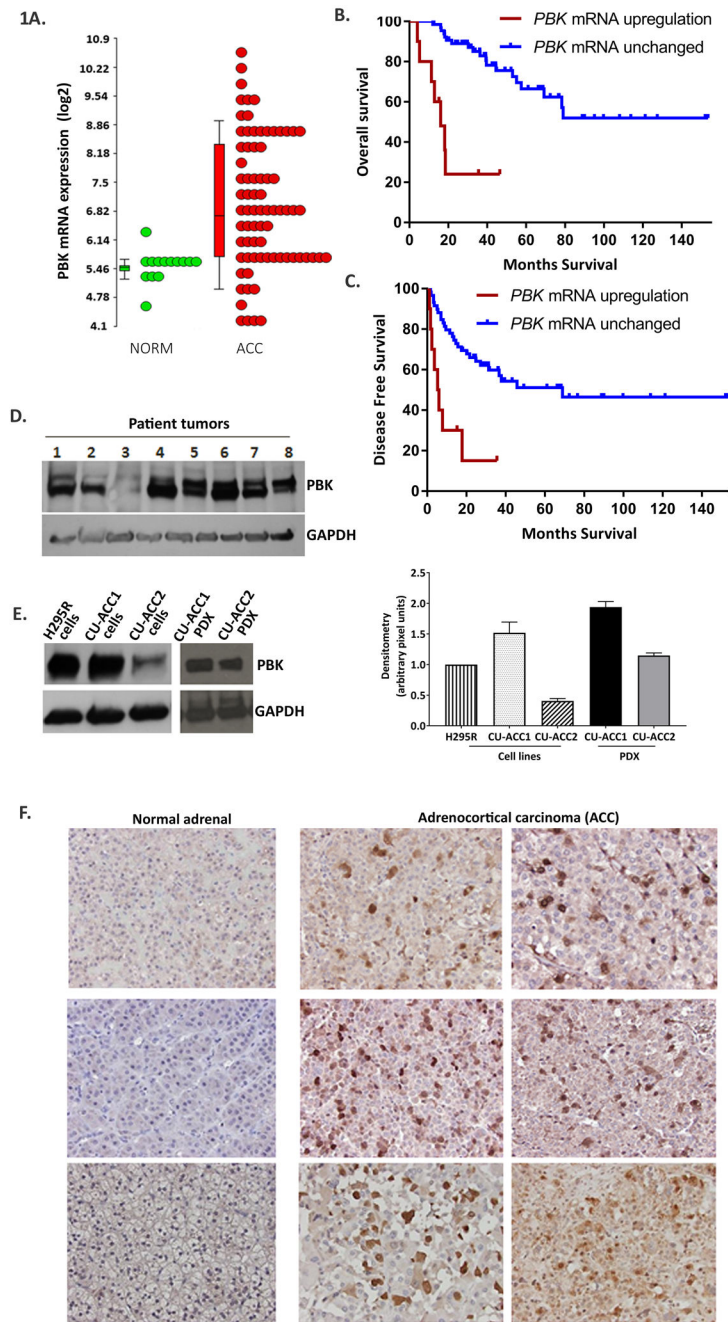 1A.
PBK mRNA expression (log2)
10.9
10.22
9.54
8.86
8.18
7.5
6.82
6.14
5.46
4.78
4.1
NORM
ACC
B.
PBK mRNA upregulation
PBK mRNA unchanged
Overall survival
100
80
60
40
20
0
0 20 40 60 80 100 120 140
Months Survival
C.
PBK mRNA upregulation
PBK mRNA unchanged
Disease Free Survival
100
80
60
40
20
0
0 20 40 60 80 100 120 140
Months Survival
D.
Patient tumors
1 2 3 4 5 6 7 8
PBK
GAPDH
E.
H295R cells
CU-ACC1 cells
CU-ACC2 cells
CU-ACC1 PDX
CU-ACC2 PDX
PBK
GAPDH
Densitometry
(arbitrary pixel units)
2.5
2.0
1.5
1.0
0.5
0.0
H295R CU-ACC1 CU-ACC2 CU-ACC1 CU-ACC2
Cell lines PDX
F.
Normal adrenal
Adrenocortical carcinoma (ACC)